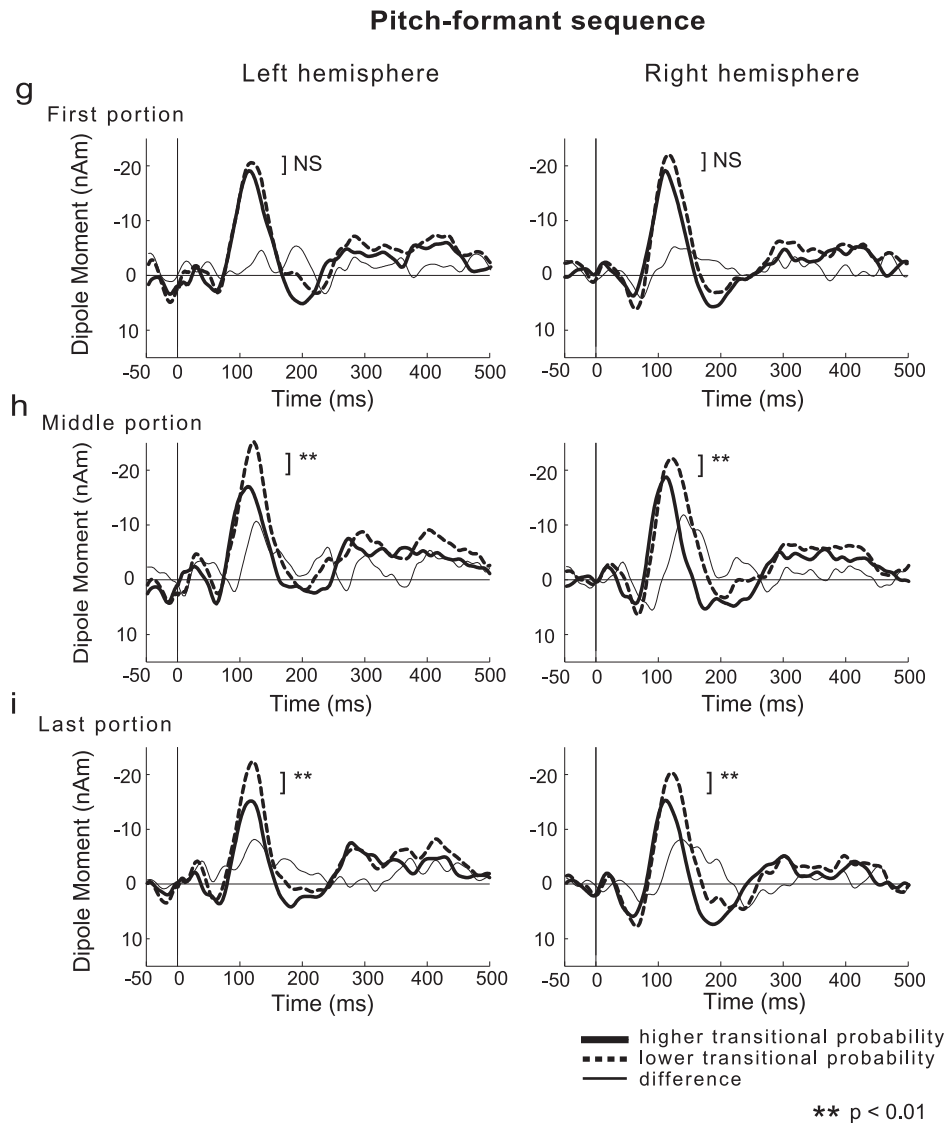 Pitch-formant sequence
Left hemisphere
Right hemisphere
g
First portion
Dipole Moment (nAm)
-20
-10
0
10
] NS
-50 0 100 200 300 400 500
Time (ms)
-20
-10
0
10
] NS
-50 0 100 200 300 400 500
Time (ms)
h
Middle portion
Dipole Moment (nAm)
-20
-10
0
10
] **
-50 0 100 200 300 400 500
Time (ms)
-20
-10
0
10
] **
-50 0 100 200 300 400 500
Time (ms)
i
Last portion
Dipole Moment (nAm)
-20
-10
0
10
] **
-50 0 100 200 300 400 500
Time (ms)
-20
-10
0
10
] **
-50 0 100 200 300 400 500
Time (ms)
higher transitional probability
lower transitional probability
difference
** p < 0.01